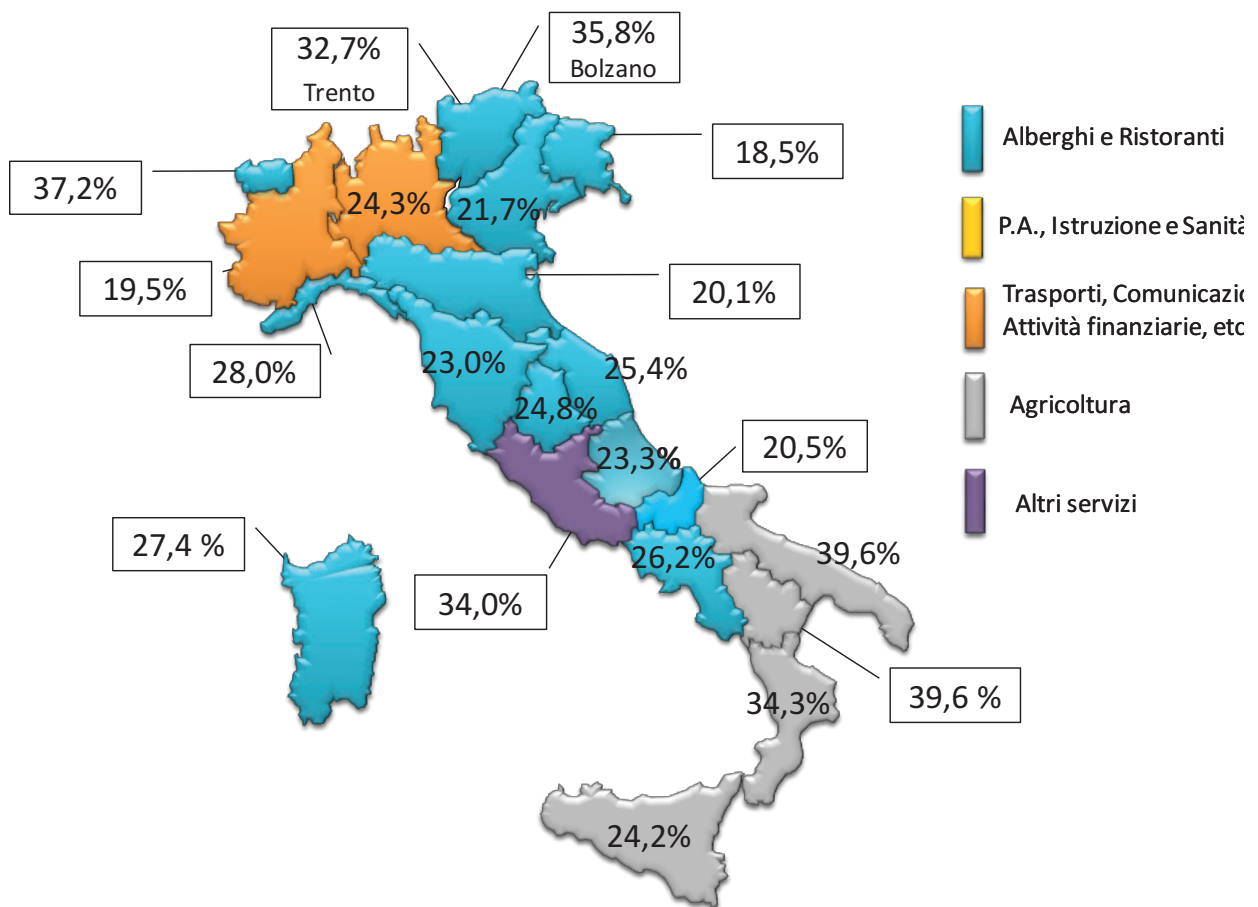 32,7%
Trento
35,8%
Bolzano
18,5%
37,2%
24,3%
21,7%
19,5%
20,1%
28,0%
23,0%
25,4%
24,8%
23,3%
20,5%
27,4 %
26,2%
39,6%
34,0%
34,3%
39,6 %
24,2%
Alberghi e Ristoranti
P.A., Istruzione e Sanità
Trasporti, Comunicazio
Attività finanziarie, etc
Agricoltura
Altri servizi